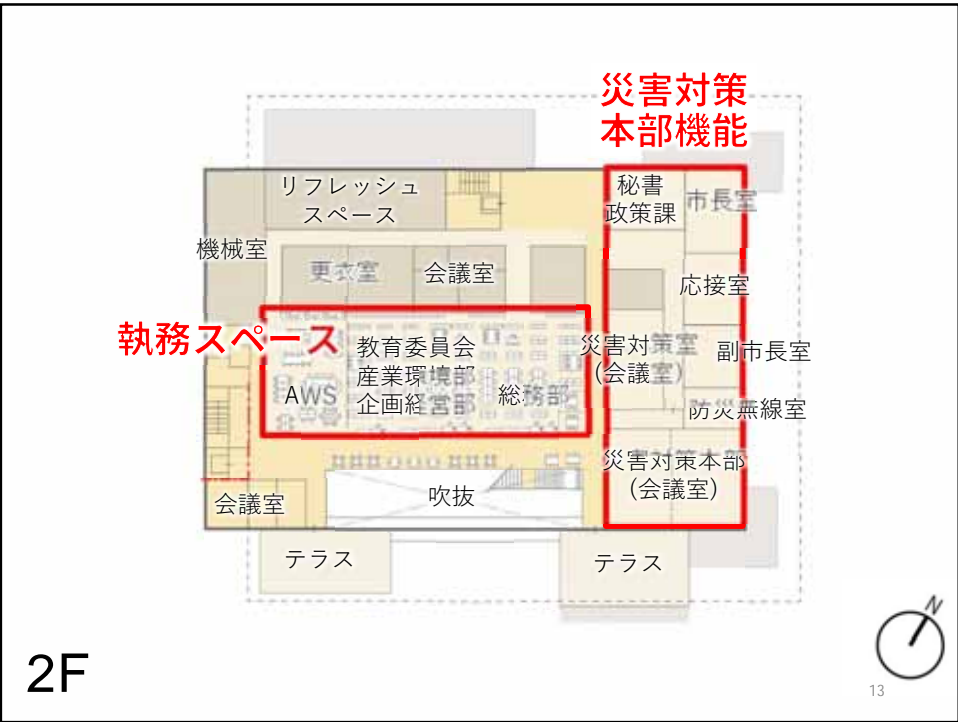 災害対策
本部機能
リフレッシュ
スペース
秘書
政策課
市長室
機械室
更衣室
会議室
応接室
執務スペース
教育委員会
産業環境部
企画経営部
AWS
総務部
災害対策室
(会議室)
副市長室
防災無線室
災害対策本部
(会議室)
会議室
吹抜
テラス
テラス
N
2F
13